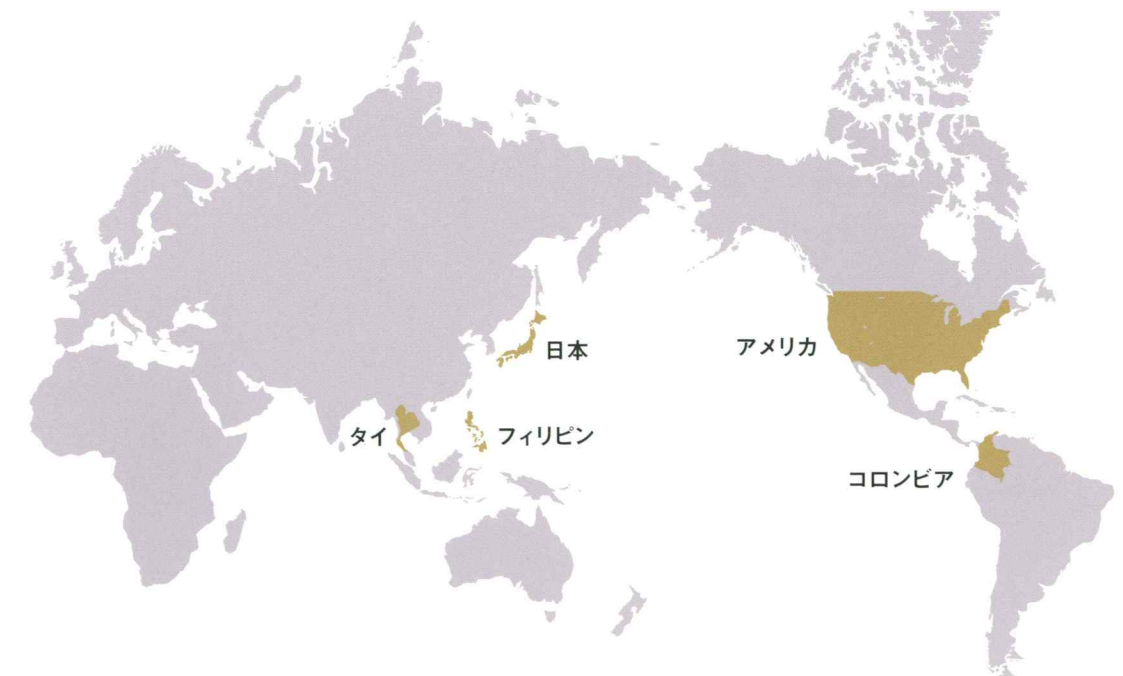 日本
アメリカ
タイ
フィリピン
コロンビア